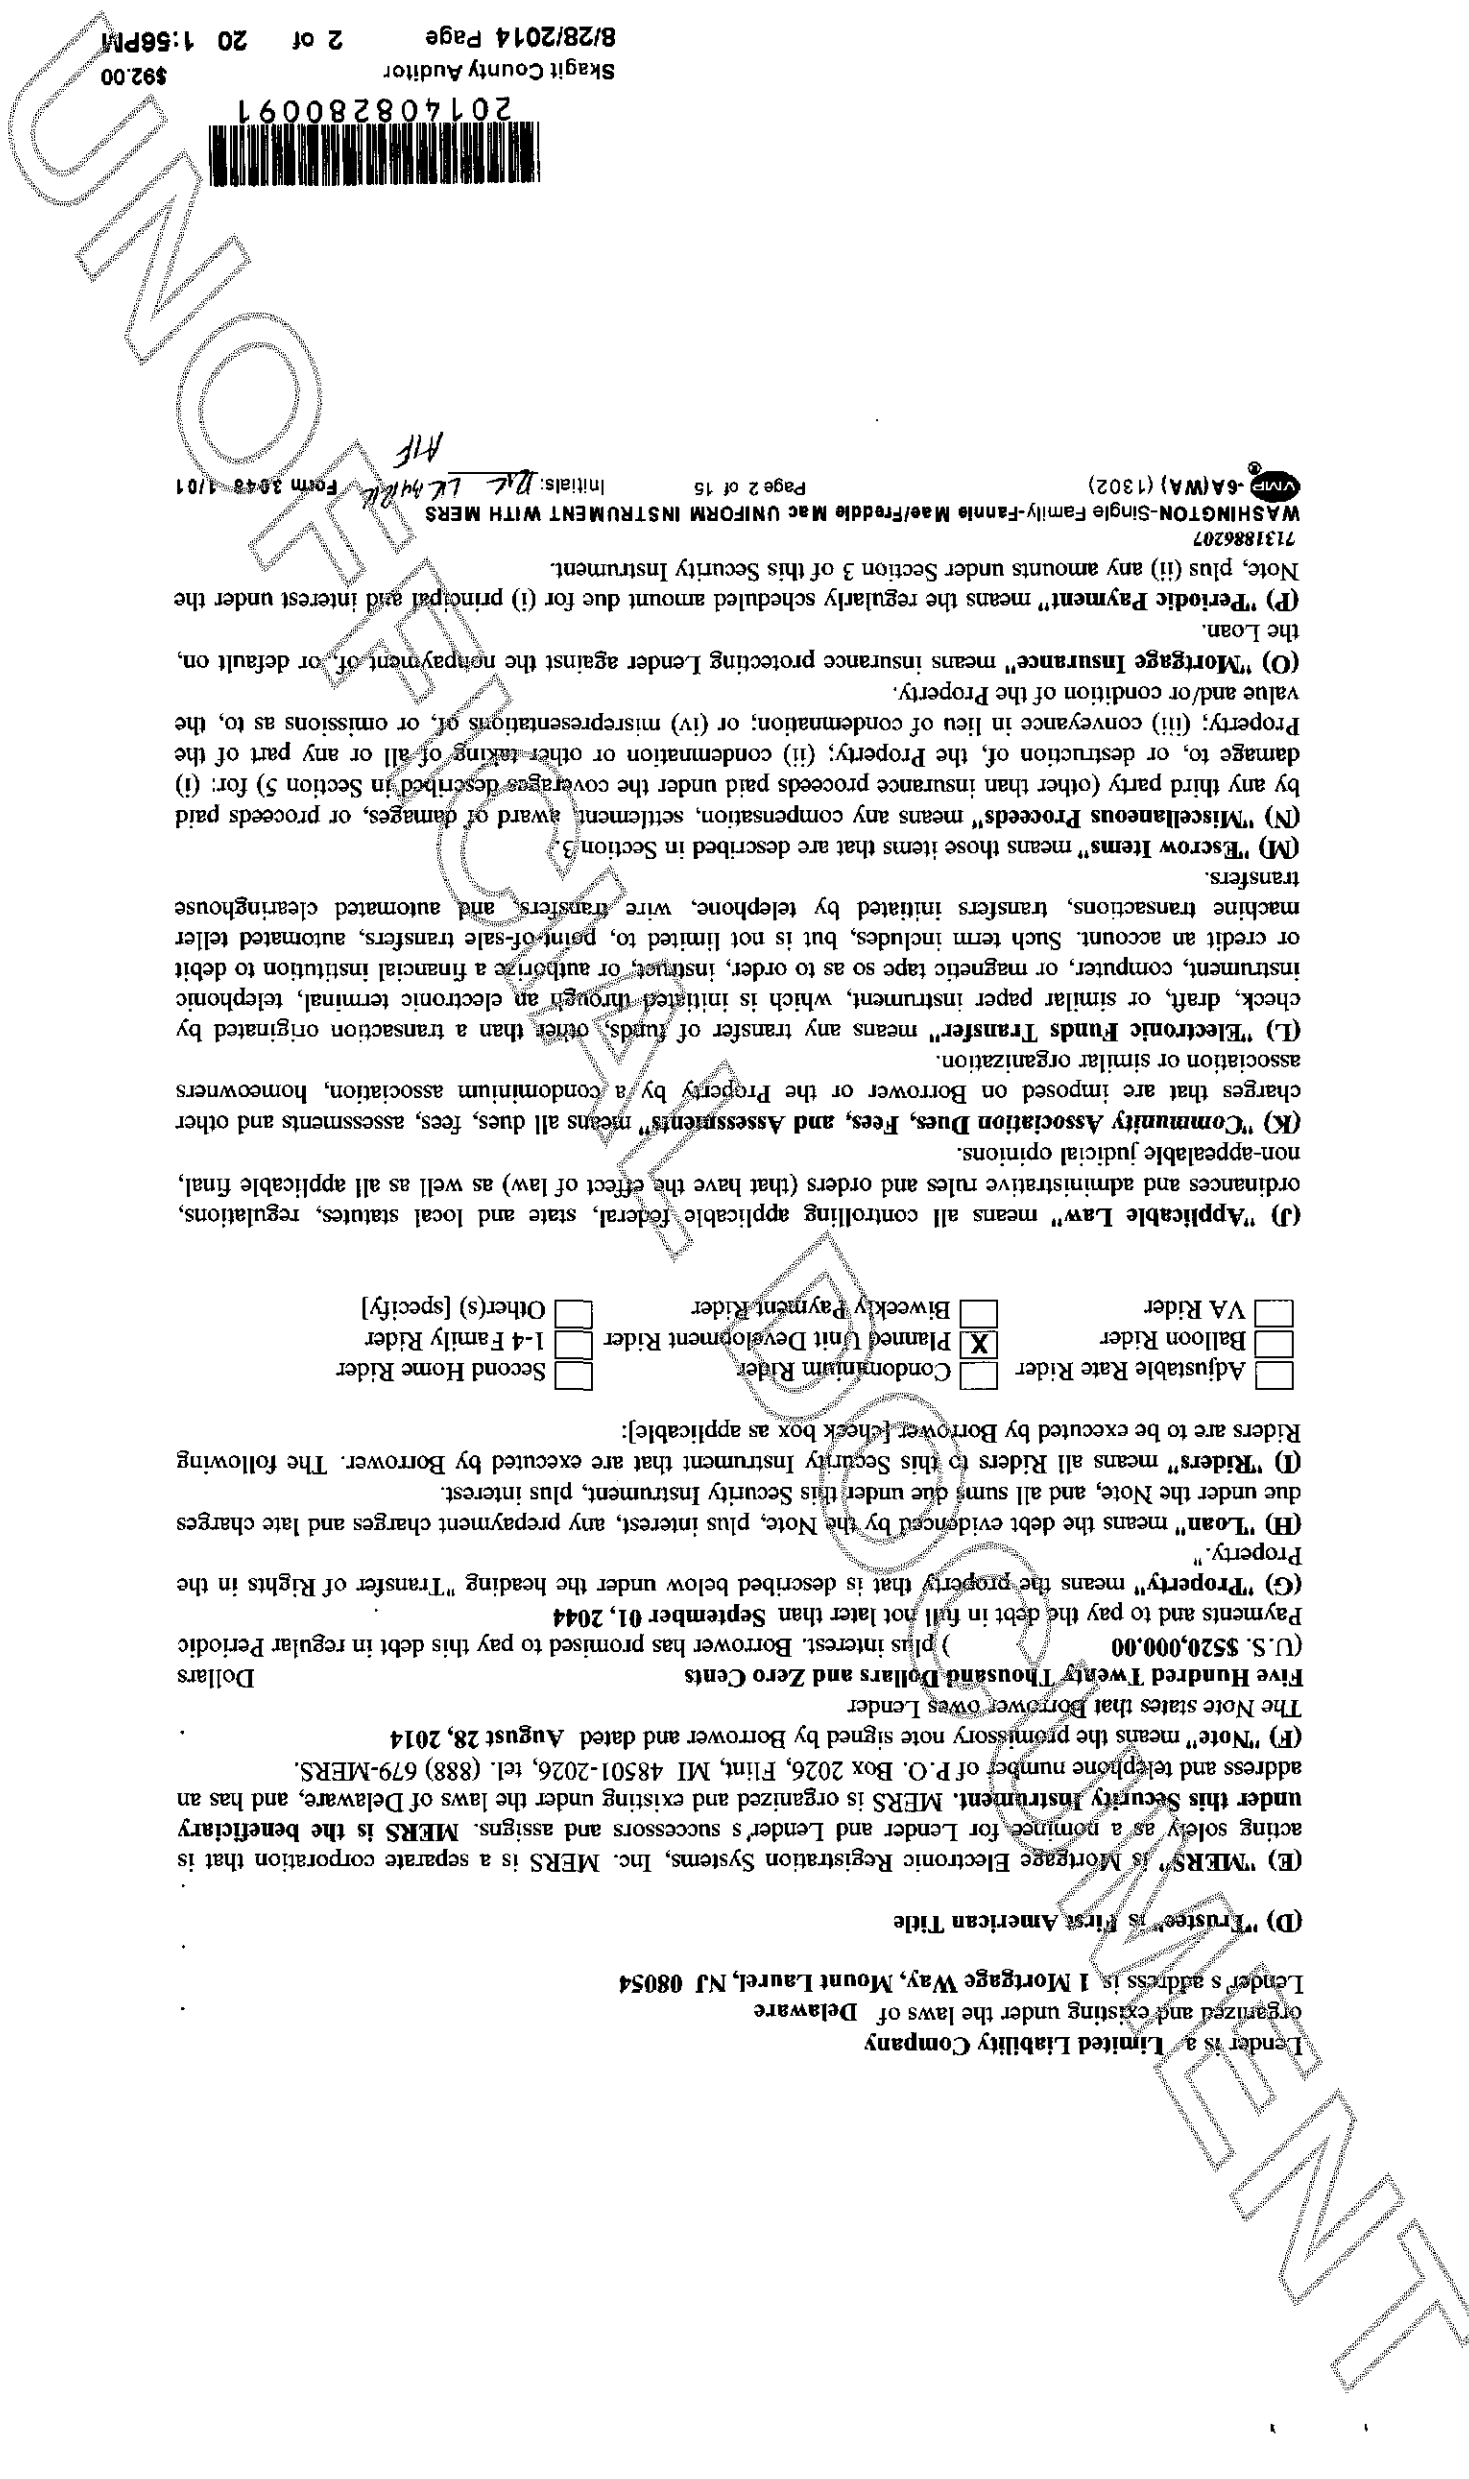 Lender is a Limited Liability Company
organized and existing under the laws of Delaware .
Lender's address is 1 Mortgage Way, Mount Laurel, NJ 08054
.
(D) "Trustee" is First American Title
.
(E) "MERS" is Mortgage Electronic Registration Systems, Inc. MERS is a separate corporation that is
acting solely as a nominee for Lender and Lender's successors and assigns. MERS is the beneficiary
under this Security Instrument. MERS is organized and existing under the laws of Delaware, and has an
address and telephone number of P.O. Box 2026, Flint, MI 48501-2026, tel. (888) 679-MERS.
(F) "Note" means the promissory note signed by Borrower and dated August 28, 2014 .
The Note states that Borrower owes Lender
Five Hundred Twenty Thousand Dollars and Zero Cents Dollars
(U.S. $520,000.00 ) plus interest. Borrower has promised to pay this debt in regular Periodic
Payments and to pay the debt in full not later than September 01, 2044 .
(G) "Property" means the property that is described below under the heading "Transfer of Rights in the
Property."
(H) "Loan" means the debt evidenced by the Note, plus interest, any prepayment charges and late charges
due under the Note, and all sums due under this Security Instrument, plus interest.
(I) "Riders" means all Riders to this Security Instrument that are executed by Borrower. The following
Riders are to be executed by Borrower [check box as applicable]:
Adjustable Rate Rider Condominium Rider Second Home Rider
Balloon Rider X Planned Unit Development Rider 1-4 Family Rider
VA Rider Biweekly Payment Rider Other(s) [specify]
(J) "Applicable Law" means all controlling applicable federal, state and local statutes, regulations,
ordinances and administrative rules and orders (that have the effect of law) as well as all applicable final,
non-appealable judicial opinions.
(K) "Community Association Dues, Fees, and Assessments" means all dues, fees, assessments and other
charges that are imposed on Borrower or the Property by a condominium association, homeowners
association or similar organization.
(L) "Electronic Funds Transfer" means any transfer of funds, other than a transaction originated by
check, draft, or similar paper instrument, which is initiated through an electronic terminal, telephonic
instrument, computer, or magnetic tape so as to order, instruct, or authorize a financial institution to debit
or credit an account. Such term includes, but is not limited to, point-of-sale transfers, automated teller
machine transactions, transfers initiated by telephone, wire transfers, and automated clearinghouse
transfers.
(M) "Escrow Items" means those items that are described in Section 3.
(N) "Miscellaneous Proceeds" means any compensation, settlement, award of damages, or proceeds paid
by any third party (other than insurance proceeds paid under the coverages described in Section 5) for: (i)
damage to, or destruction of, the Property; (ii) condemnation or other taking of all or any part of the
Property; (iii) conveyance in lieu of condemnation; or (iv) misrepresentations of, or omissions as to, the
value and/or condition of the Property.
(O) "Mortgage Insurance" means insurance protecting Lender against the nonpayment of, or default on,
the Loan.
(P) "Periodic Payment" means the regularly scheduled amount due for (i) principal and interest under the
Note, plus (ii) any amounts under Section 3 of this Security Instrument.
7131886207
WASHINGTON-Single Family-Fannie Mae/Freddie Mac UNIFORM INSTRUMENT WITH MERS
VMP ® -6A(WA) (1302) Page 2 of 15 Initials: Form 3048 1/01
MF
201408280091
Skagit County Auditor $92.00
8/28/2014 Page 2 of 20 1:56PM
UNOFFICIAL DOCUMENT